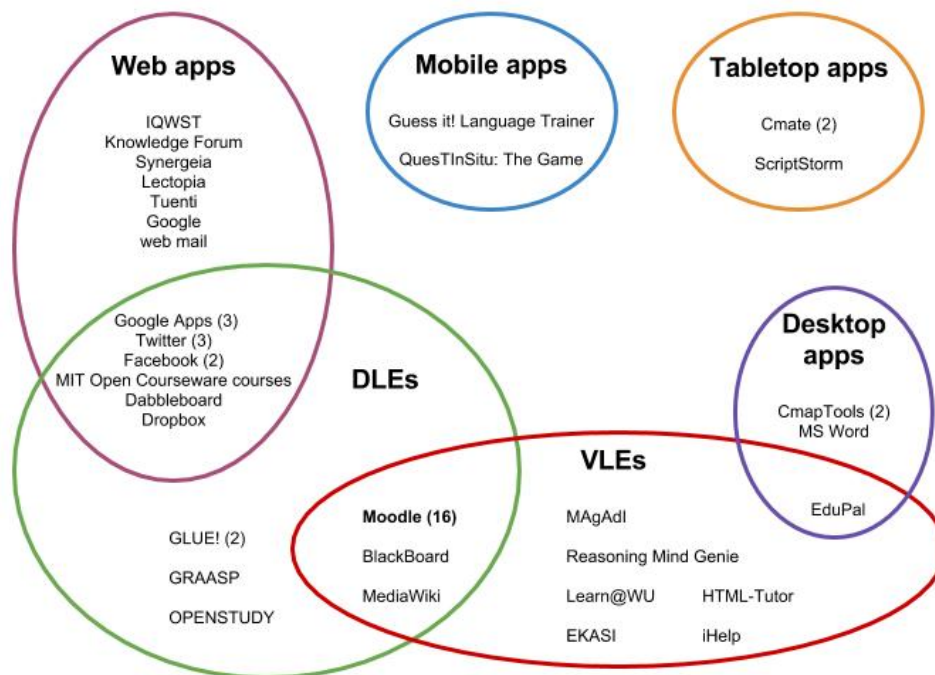 Web apps
IQWST
Knowledge Forum
Synergeia
Lectopia
Tuenti
Google
web mail
Mobile apps
Guess it! Language Trainer
QuesTInSitu: The Game
Tabletop apps
Cmate (2)
ScriptStorm
Google Apps (3)
Twitter (3)
Facebook (2)
MIT Open Courseware courses
Dabbleboard
Dropbox
DLEs
Desktop
apps
CmapTools (2)
MS Word
EduPal
GLUE! (2)
GRAASP
OPENSTUDY
Moodle (16)
BlackBoard
MediaWiki
VLEs
MAgAdI
Reasoning Mind Genie
Learn@WU HTML-Tutor
EKASI iHelp